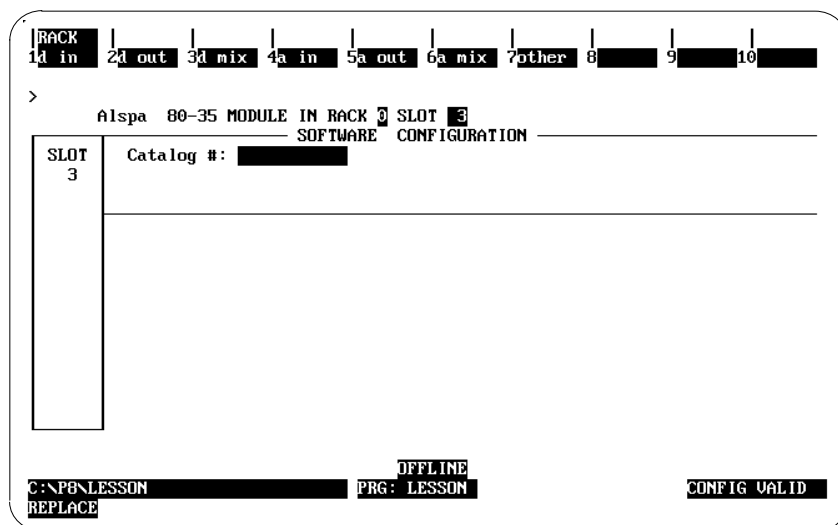 RACK
1d in 2d out 3d mix 4a in 5a out 6a mix 7other 8 9 10
>
Alspa 80-35 MODULE IN RACK 0 SLOT 3
SOFTWARE CONFIGURATION
SLOT Catalog #:
3
OFFLINE
C:\P8\LESSON PRG: LESSON CONFIG VALID
REPLACE